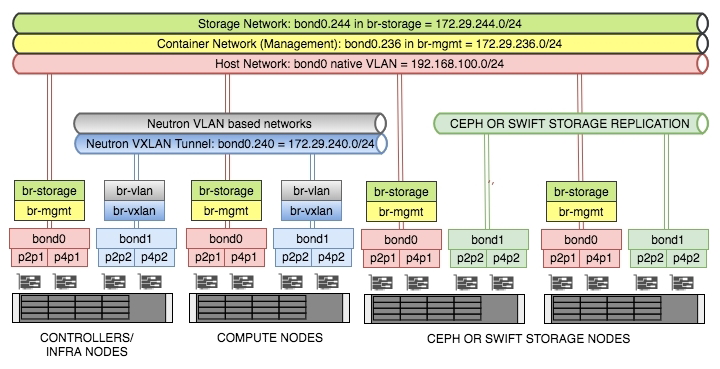 Storage Network: bond0.244 in br-storage = 172.29.244.0/24
Container Network (Management): bond0.236 in br-mgmt = 172.29.236.0/24
Host Network: bond0 native VLAN = 192.168.100.0/24
Neutron VLAN based networks
CEPH OR SWIFT STORAGE REPLICATION
Neutron VXLAN Tunnel: bond0.240 = 172.29.240.0/24
br-storage br-vlan br-storage br-vlan br-storage br-storage
br-mgmt br-vxlan br-mgmt br-vxlan br-mgmt br-mgmt
bond0 bond1 bond0 bond1 bond0 bond1 bond0 bond1
p2p1 p4p1 p2p2 p4p2 p2p1 p4p1 p2p2 p4p2 p2p1 p4p1 p2p2 p4p2 p2p1 p4p1 p2p2 p4p2
CONTROLLERS/
INFRA NODES
COMPUTE NODES
CEPH OR SWIFT STORAGE NODES